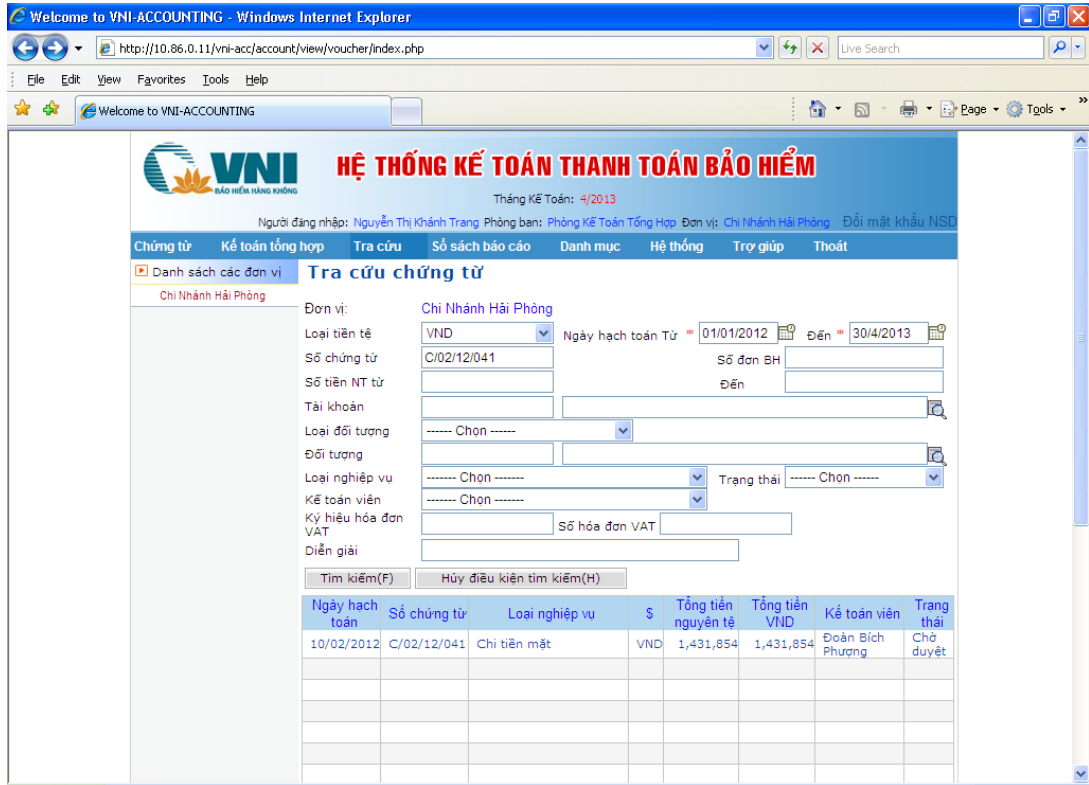 Welcome to VNI-ACCOUNTING - Windows Internet Explorer
http://10.86.0.11/vni-acc/account/view/voucher/index.php
Live Search
File Edit View Favorites Tools Help
Welcome to VNI-ACCOUNTING
Page Tools
VNI
BẢO HIỂM HÀNG KHÔNG
HỆ THỐNG KẾ TOÁN THANH TOÁN BẢO HIỂM
Tháng Kế Toán: 4/2013
Người đăng nhập: Nguyễn Thị Khánh Trang Phòng ban: Phòng Kế Toán Tổng Hợp Đơn vị: Chi Nhánh Hải Phòng Đổi mật khẩu NSD
Chứng từ Kế toán tổng hợp Tra cứu Sổ sách báo cáo Danh mục Hệ thống Trợ giúp Thoát
Danh sách các đơn vị
Chi Nhánh Hải Phòng
Tra cứu chứng từ
Đơn vị: Chi Nhánh Hải Phòng
Loại tiền tệ VND Ngày hạch toán Từ * 01/01/2012 Đến * 30/4/2013
Số chứng từ C/02/12/041 Số đơn BH
Số tiền NT từ Đến
Tài khoản
Loại đối tượng ------ Chọn ------
Đối tượng
Loại nghiệp vụ ------- Chọn ------- Trạng thái ------ Chọn ------
Kế toán viên ------- Chọn -------
Ký hiệu hóa đơn
VAT Số hóa đơn VAT
Diễn giải
Tìm kiếm(F) Hủy điều kiện tìm kiếm(H)
Ngày hạch toán Số chứng từ Loại nghiệp vụ $ Tổng tiền nguyên tệ Tổng tiền VND Kế toán viên Trạng thái
10/02/2012 C/02/12/041 Chi tiền mặt VND 1,431,854 1,431,854 Đoàn Bích Phượng Chờ duyệt